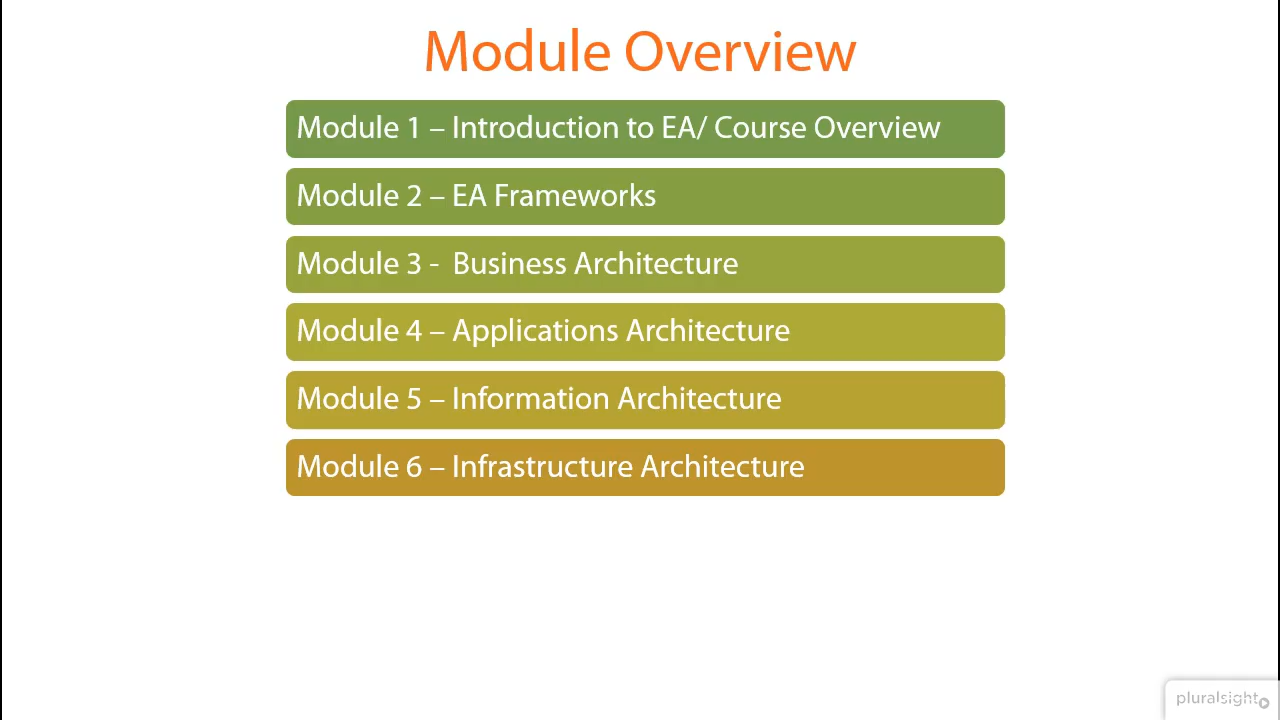 Module Overview
Module 1 – Introduction to EA/ Course Overview
Module 2 – EA Frameworks
Module 3 -  Business Architecture
Module 4 – Applications Architecture
Module 5 – Information Architecture
Module 6 – Infrastructure Architecture
pluralsight